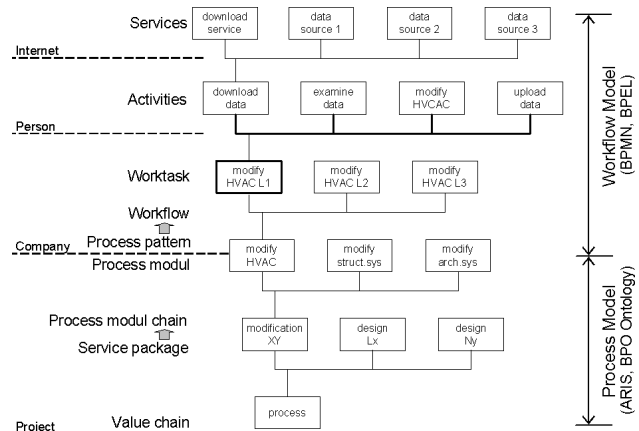 Services
download
service
data
source 1
data
source 2
data
source 3
Internet
Activities
download
data
examine
data
modify
HVCAC
upload
data
Person
Worktask
modify
HVAC L1
modify
HVAC L2
modify
HVAC L3
Workflow
Process pattern
Company
Process modul
modify
HVAC
modify
struct.sys
modify
arch.sys
Process modul chain
Service package
modification
XY
design
Lx
design
Ny
Value chain
process
Project
Workflow Model
(BPMN, BPEL)
Process Model
(ARIS, BPO Ontology)